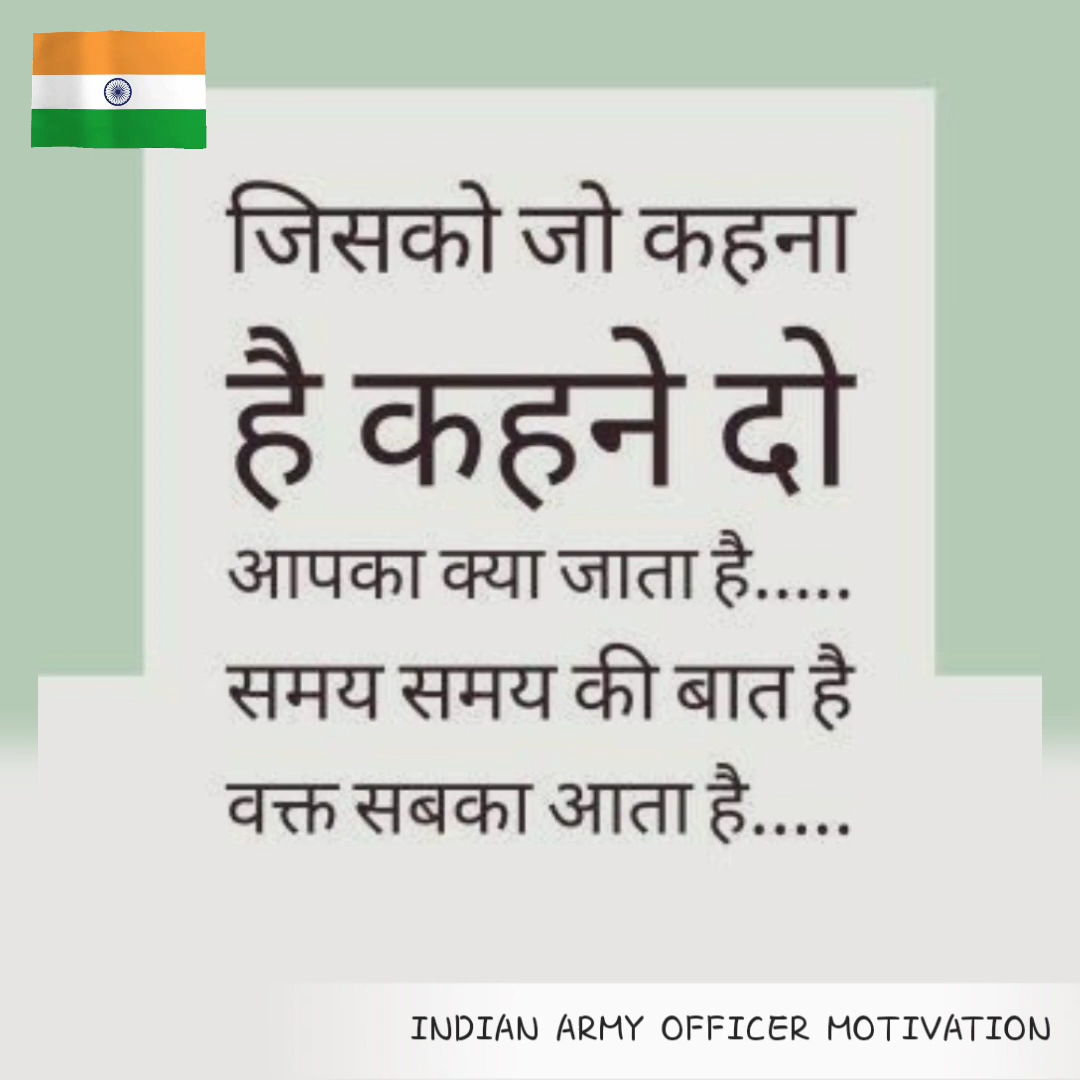 जिसको जो कहना
है कहने दो
आपका क्या जाता है.....
समय समय की बात है
वक्त सबका आता है.....
INDIAN ARMY OFFICER MOTIVATION